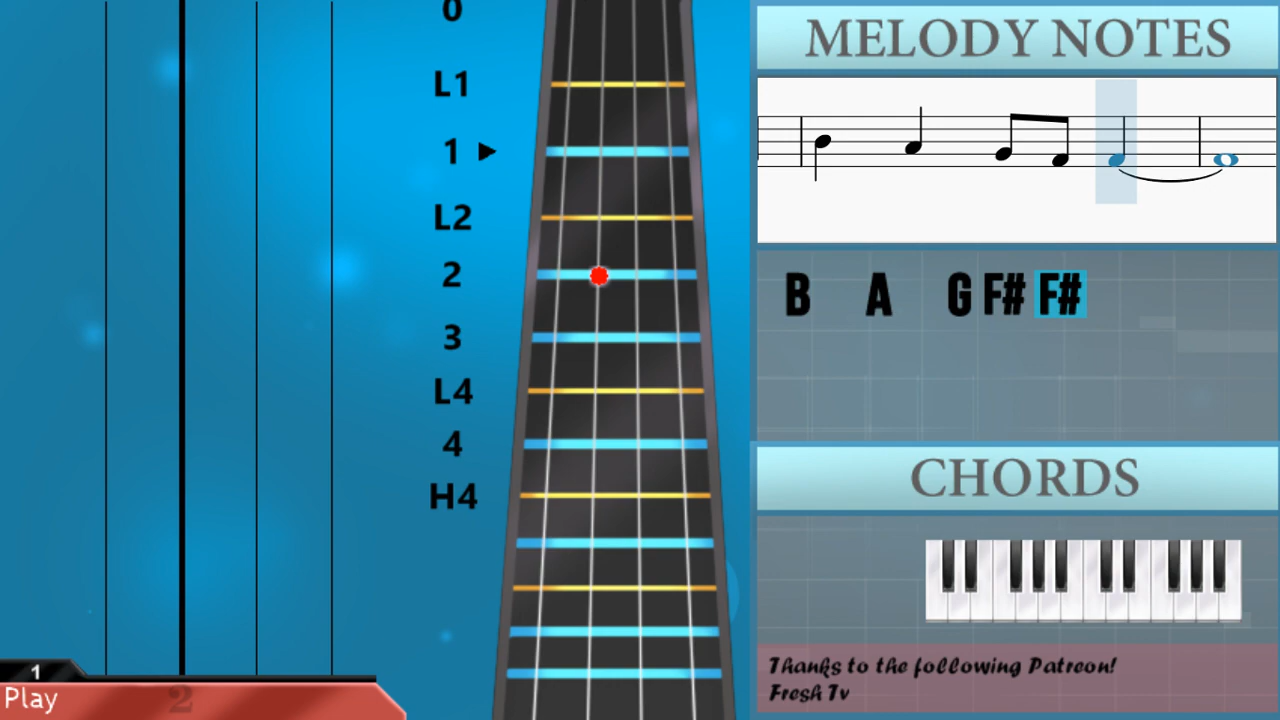 0
L1
1
L2
2
3
L4
4
H4
1
Play
2
MELODY NOTES
B A G F# F#
CHORDS
Thanks to the following Patreon!
Fresh Tv